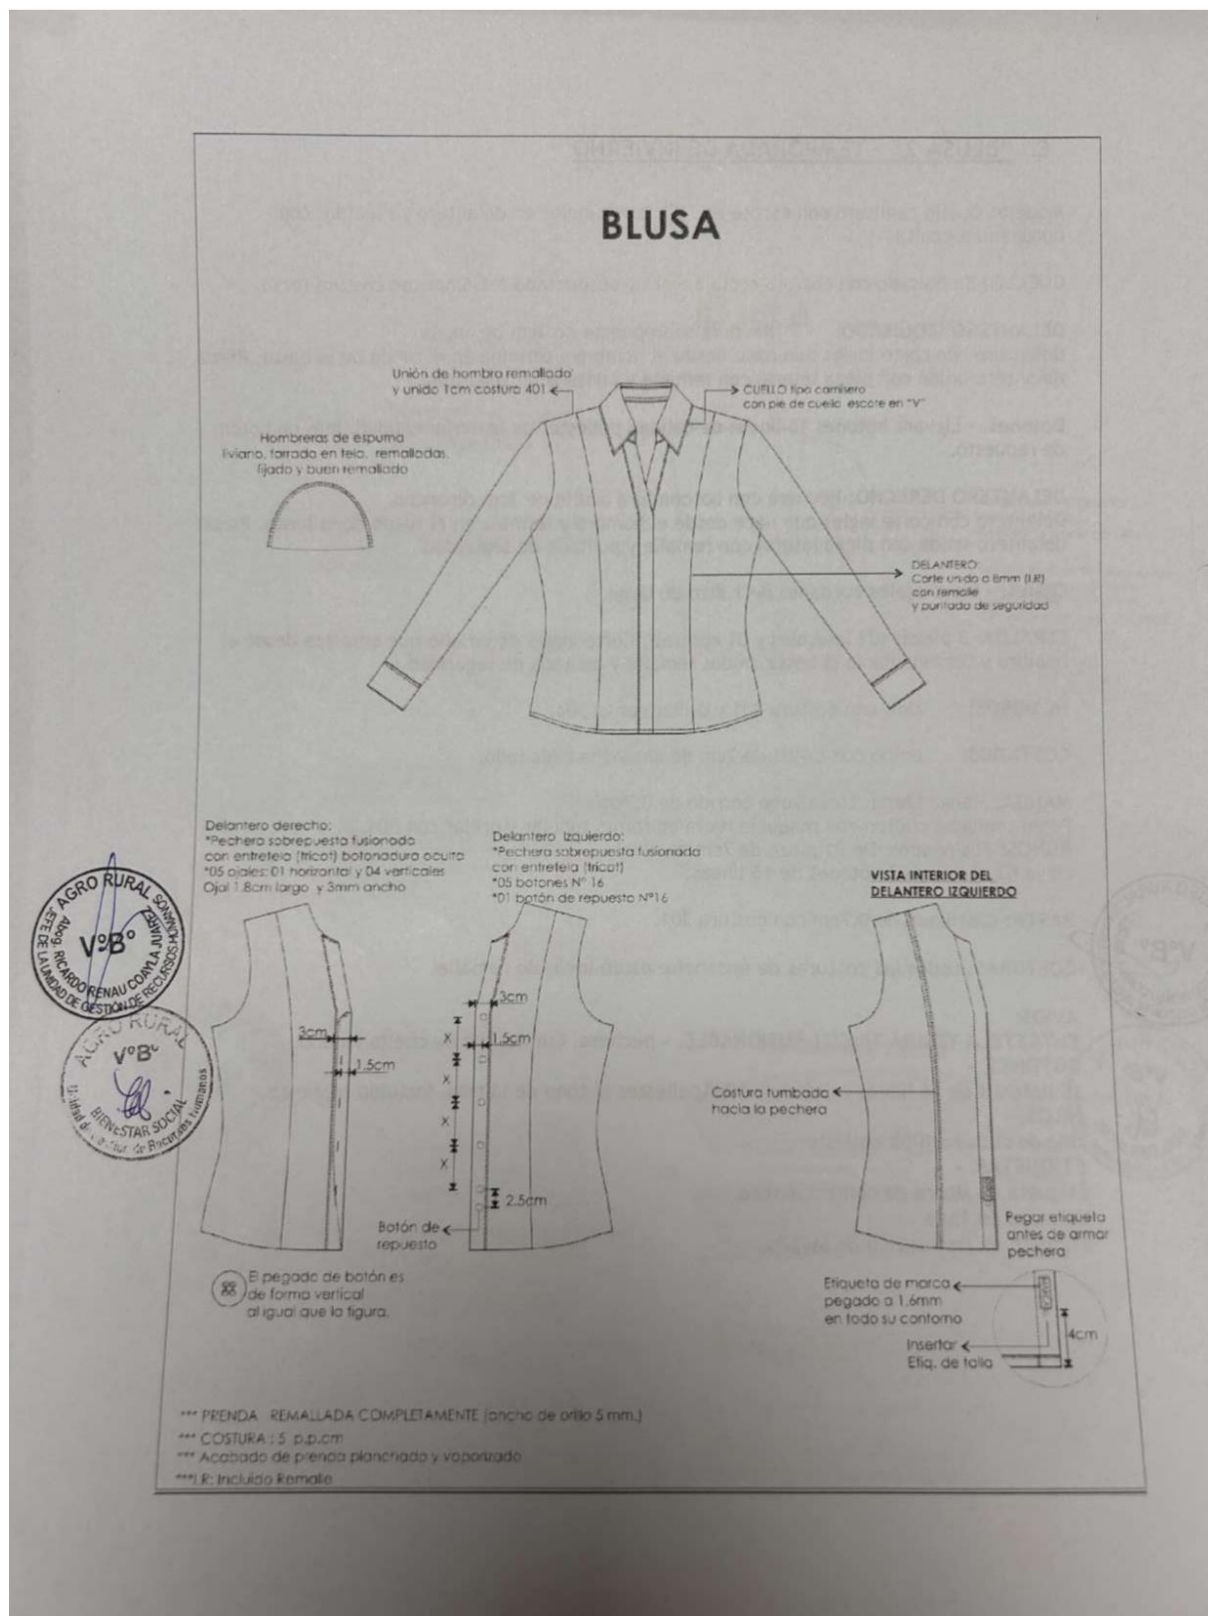 BLUSA
Unión de hombro remallado
y unido 1cm costura 401
CUELLO tipo camisero
con pie de cuello escote en "V"
Hombreras de espuma
liviano, forrado en tela, remalladas,
fijado y buen remallado
DELANTERO:
Corte unido a 8mm (I.R)
con remalle
y puntada de seguridad
Delantero derecho:
*Pechera sobrepuesta fusionada
con entretela (tricot) botonadura oculta
*05 ojales: 01 horizontal y 04 verticales
Ojal 1.8cm largo y 3mm ancho
Delantero Izquierdo:
*Pechera sobrepuesta fusionada
con entretela (tricot)
*05 botones N° 16
*01 botón de repuesto N°16
VISTA INTERIOR DEL
DELANTERO IZQUIERDO
3cm
1.5cm
3cm
1.5cm
X
X
X
X
2.5cm
Botón de
repuesto
Costura tumbada
hacia la pechera
Pegar etiqueta
antes de armar
pechera
El pegado de botón es
de forma vertical
al igual que la figura.
Etiqueta de marca
pegado a 1.6mm
en todo su contorno
4cm
Insertar
Etiq. de talla
*** PRENDA REMALLADA COMPLETAMENTE (ancho de orillo 5 mm.)
*** COSTURA : 5 p.p.cm
*** Acabado de prenda planchado y vaporizado
***I.R: Incluido Remalle
AGRO RURAL
V°B°
Abog. RICARDO RENAU COAYLA JUAREZ
JEFE DE LA UNIDAD DE GESTIÓN DE RECURSOS HUMANOS
AGRO RURAL
V°B°
BIENESTAR SOCIAL
Unidad de de Recursos Humanos